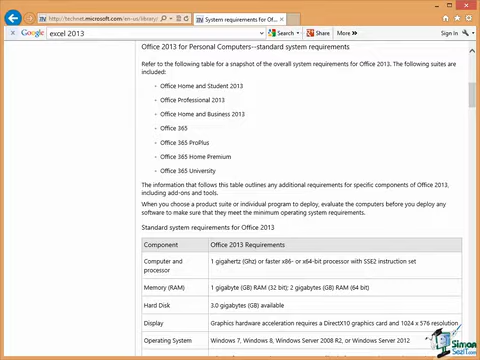 http://technet.microsoft.com/en-us/library/
System requirements for Of...
Google
excel 2013
Search
Share
More »
Sign In
Office 2013 for Personal Computers--standard system requirements
Refer to the following table for a snapshot of the overall system requirements for Office 2013. The following suites are
included:
Office Home and Student 2013
Office Professional 2013
Office Home and Business 2013
Office 365
Office 365 ProPlus
Office 365 Home Premium
Office 365 University
The information that follows this table outlines any additional requirements for specific components of Office 2013,
including add-ons and tools.
When you choose a product suite or individual program to deploy, evaluate the computers before you deploy any
software to make sure that they meet the minimum operating system requirements.
Standard system requirements for Office 2013
Component Office 2013 Requirements
Computer and
processor
1 gigahertz (Ghz) or faster x86- or x64-bit processor with SSE2 instruction set
Memory (RAM) 1 gigabyte (GB) RAM (32 bit); 2 gigabytes (GB) RAM (64 bit)
Hard Disk 3.0 gigabytes (GB) available
Display Graphics hardware acceleration requires a DirectX10 graphics card and 1024 x 576 resolution
Operating System Windows 7, Windows 8, Windows Server 2008 R2, or Windows Server 2012
Simon
Sez IT